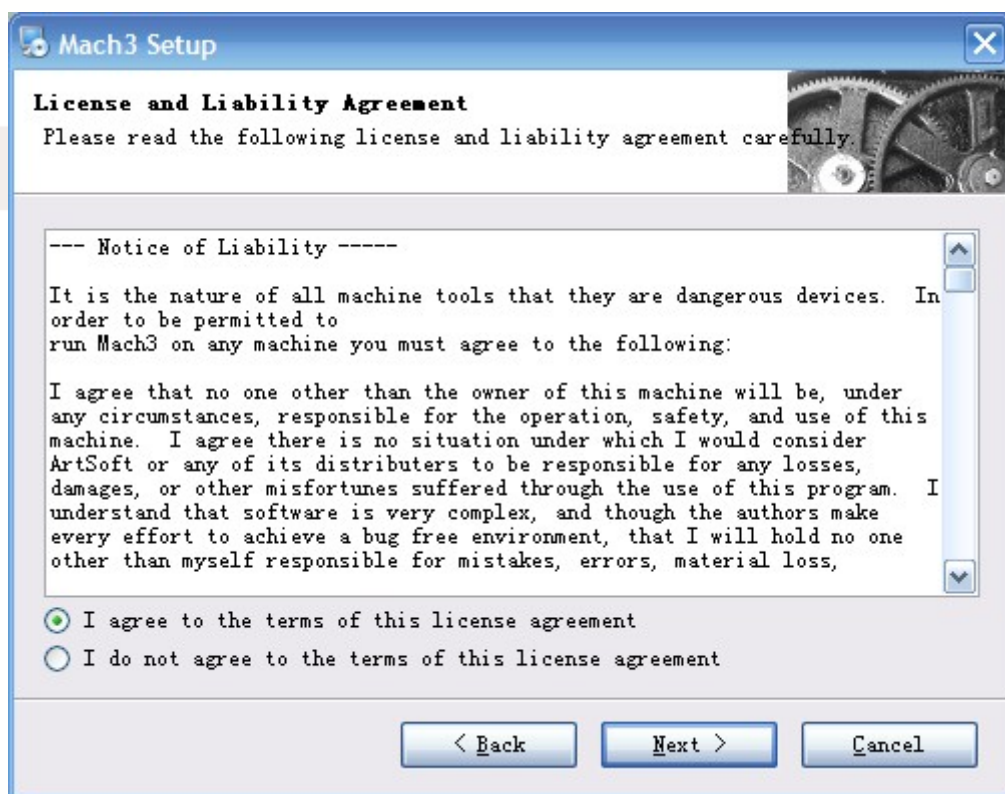 Mach3 Setup
License and Liability Agreement
Please read the following license and liability agreement carefully.
--- Notice of Liability -----
It is the nature of all machine tools that they are dangerous devices.  In
order to be permitted to
run Mach3 on any machine you must agree to the following:
I agree that no one other than the owner of this machine will be, under
any circumstances, responsible for the operation, safety, and use of this
machine.  I agree there is no situation under which I would consider
ArtSoft or any of its distributers to be responsible for any losses,
damages, or other misfortunes suffered through the use of this program.  I
understand that software is very complex, and though the authors make
every effort to achieve a bug free environment, that I will hold no one
other than myself responsible for mistakes, errors, material loss,
I agree to the terms of this license agreement
I do not agree to the terms of this license agreement
< Back
Next >
Cancel